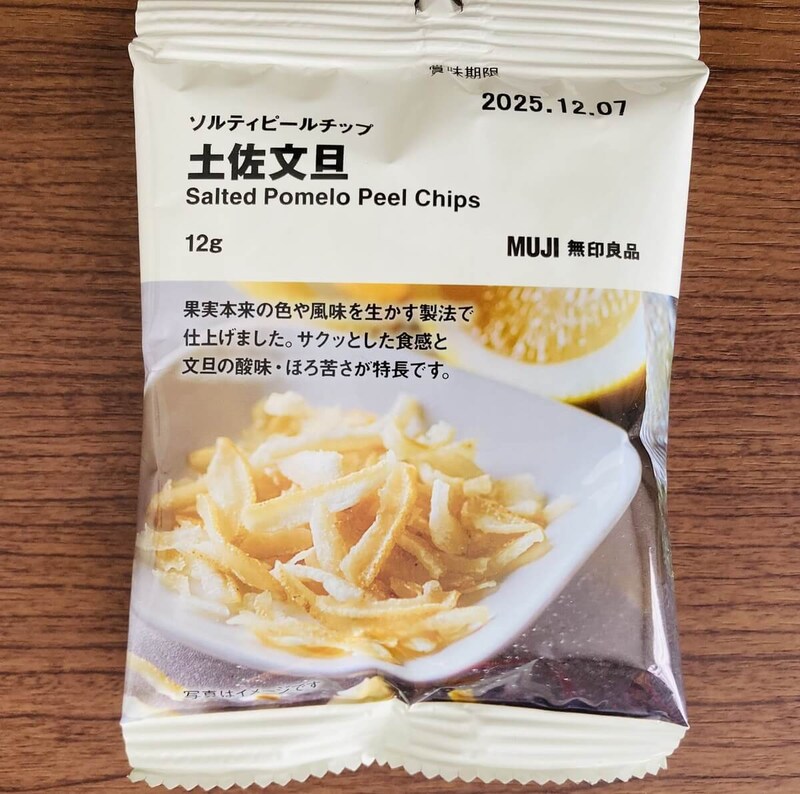 賞味期限
2025.12.07
ソルティピールチップ
土佐文旦
Salted Pomelo Peel Chips
12g
MUJI 無印良品
果実本来の色や風味を生かす製法で
仕上げました。サクッとした食感と
文旦の酸味・ほろ苦さが特長です。
写真はイメージです